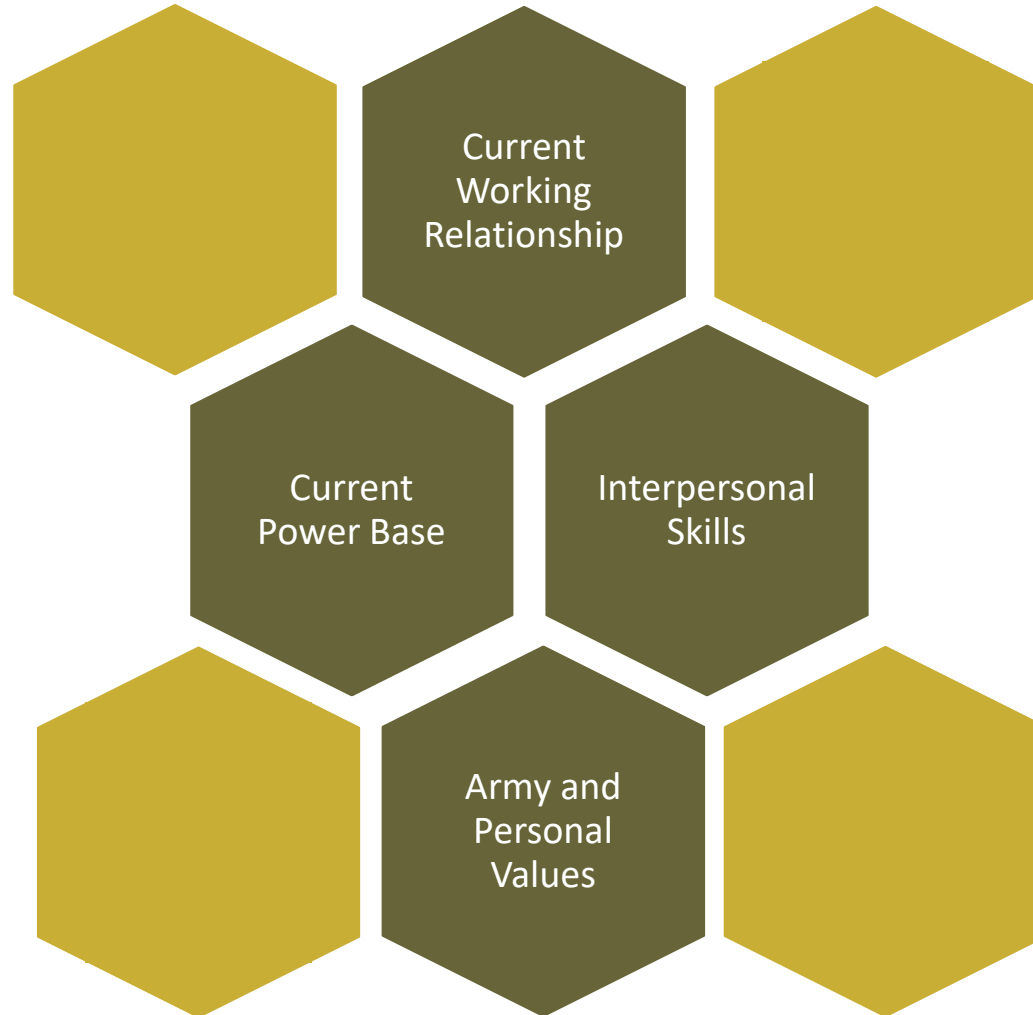 Current
Working
Relationship
Current
Power Base
Interpersonal
Skills
Army and
Personal
Values